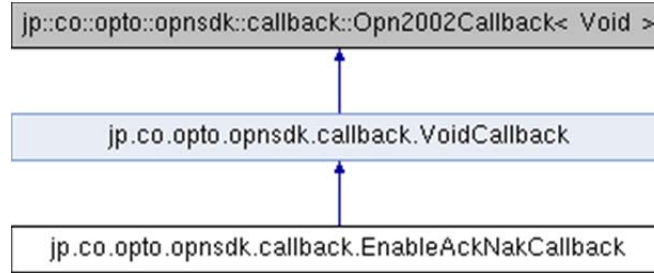 jp::co::opto::opnsdk::callback::Opn2002Callback< Void >
jp.co.opto.opnsdk.callback.VoidCallback
jp.co.opto.opnsdk.callback.EnableAckNakCallback